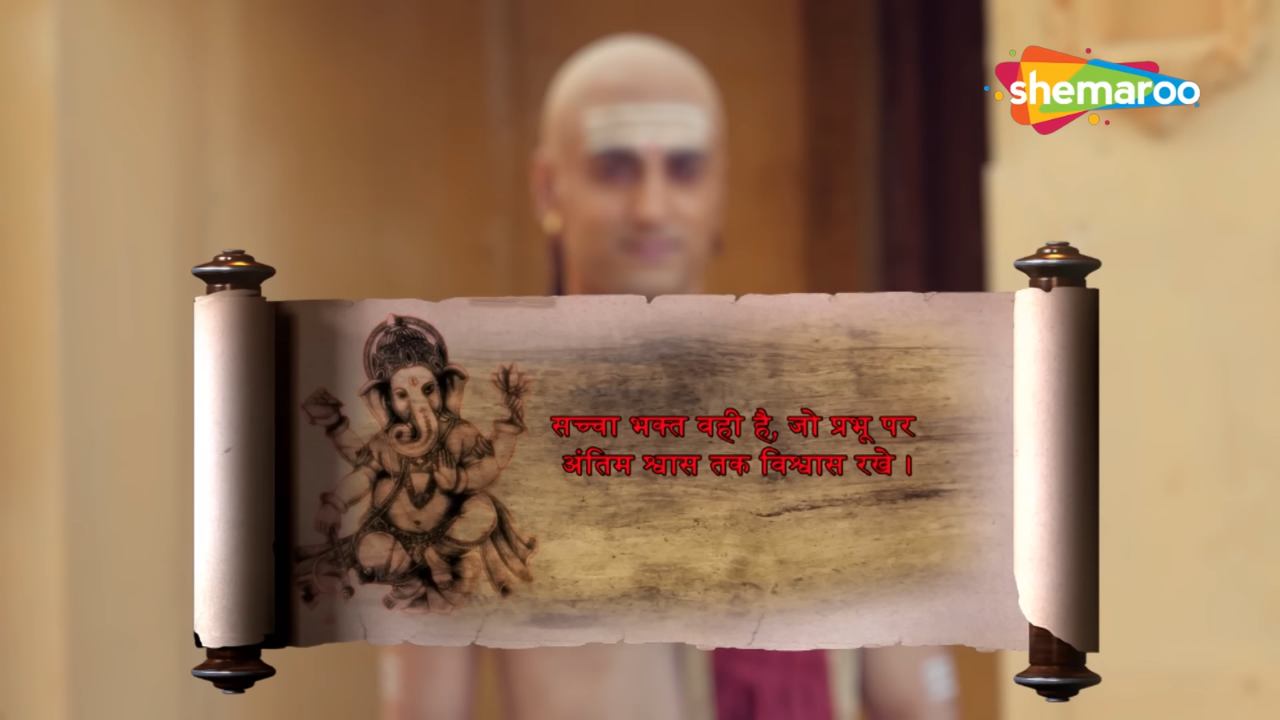 shemaroo
सच्चा भक्त वही है, जो प्रभू पर
अंतिम श्वास तक विश्वास रखे ।